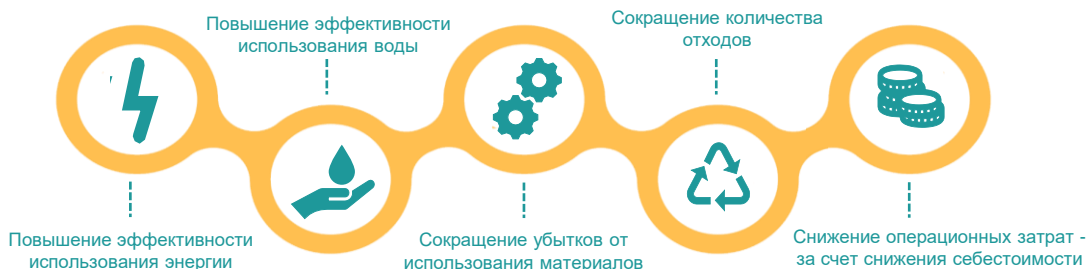 Повышение эффективности
использования энергии
Повышение эффективности
использования воды
Сокращение убытков от
использования материалов
Сокращение количества
отходов
Снижение операционных затрат -
за счет снижения себестоимости